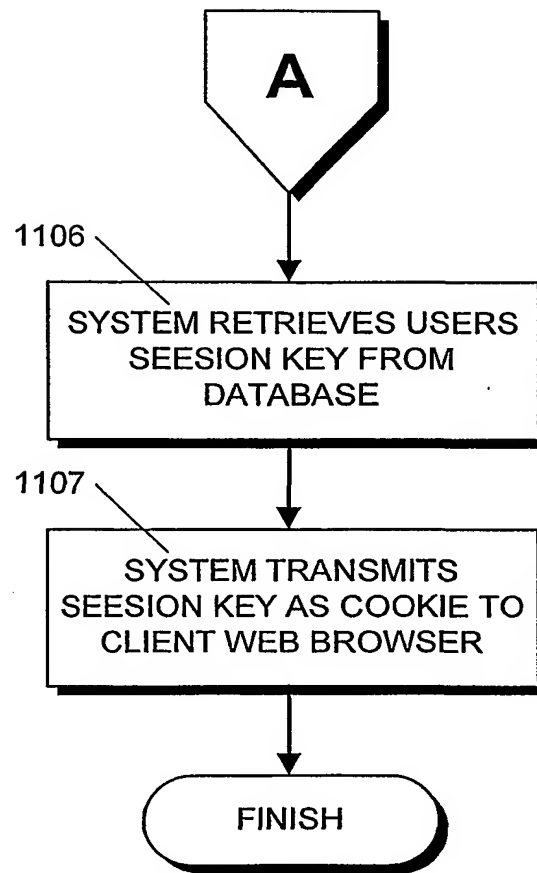 A
1106
SYSTEM RETRIEVES USERS
SEESION KEY FROM
DATABASE
1107
SYSTEM TRANSMITS
SEESION KEY AS COOKIE TO
CLIENT WEB BROWSER
FINISH